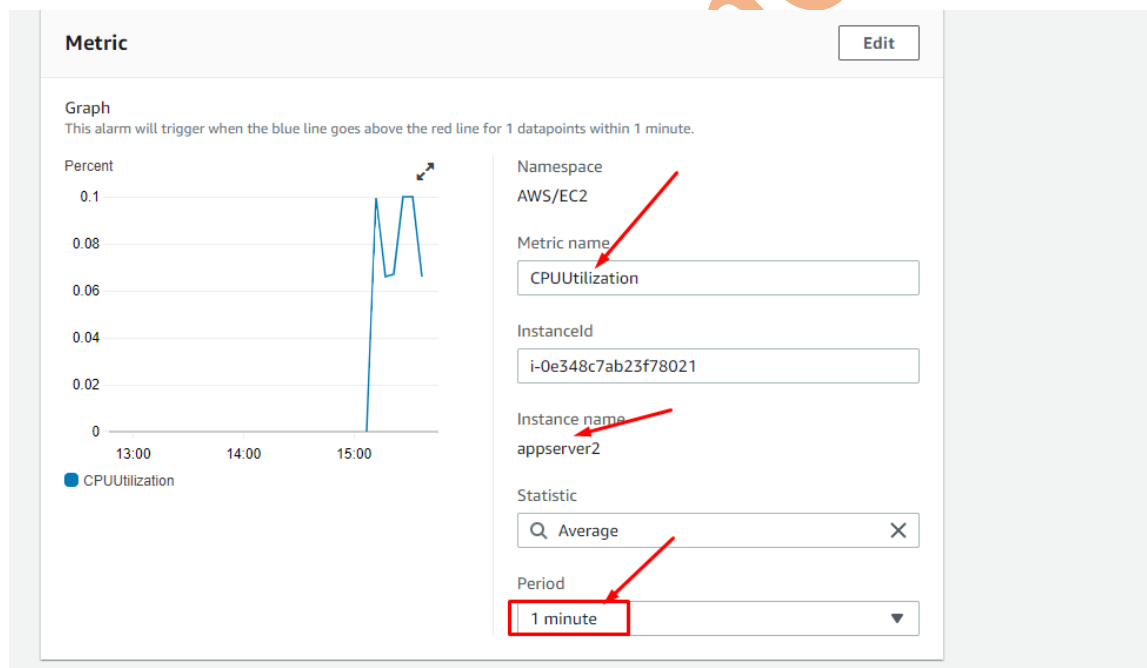 Metric
Edit
Graph
This alarm will trigger when the blue line goes above the red line for 1 datapoints within 1 minute.
Percent
0.1
0.08
0.06
0.04
0.02
0
13:00 14:00 15:00
CPUUtilization
Namespace
AWS/EC2
Metric name
CPUUtilization
InstanceId
i-0e348c7ab23f78021
Instance name
appserver2
Statistic
Average
Period
1 minute